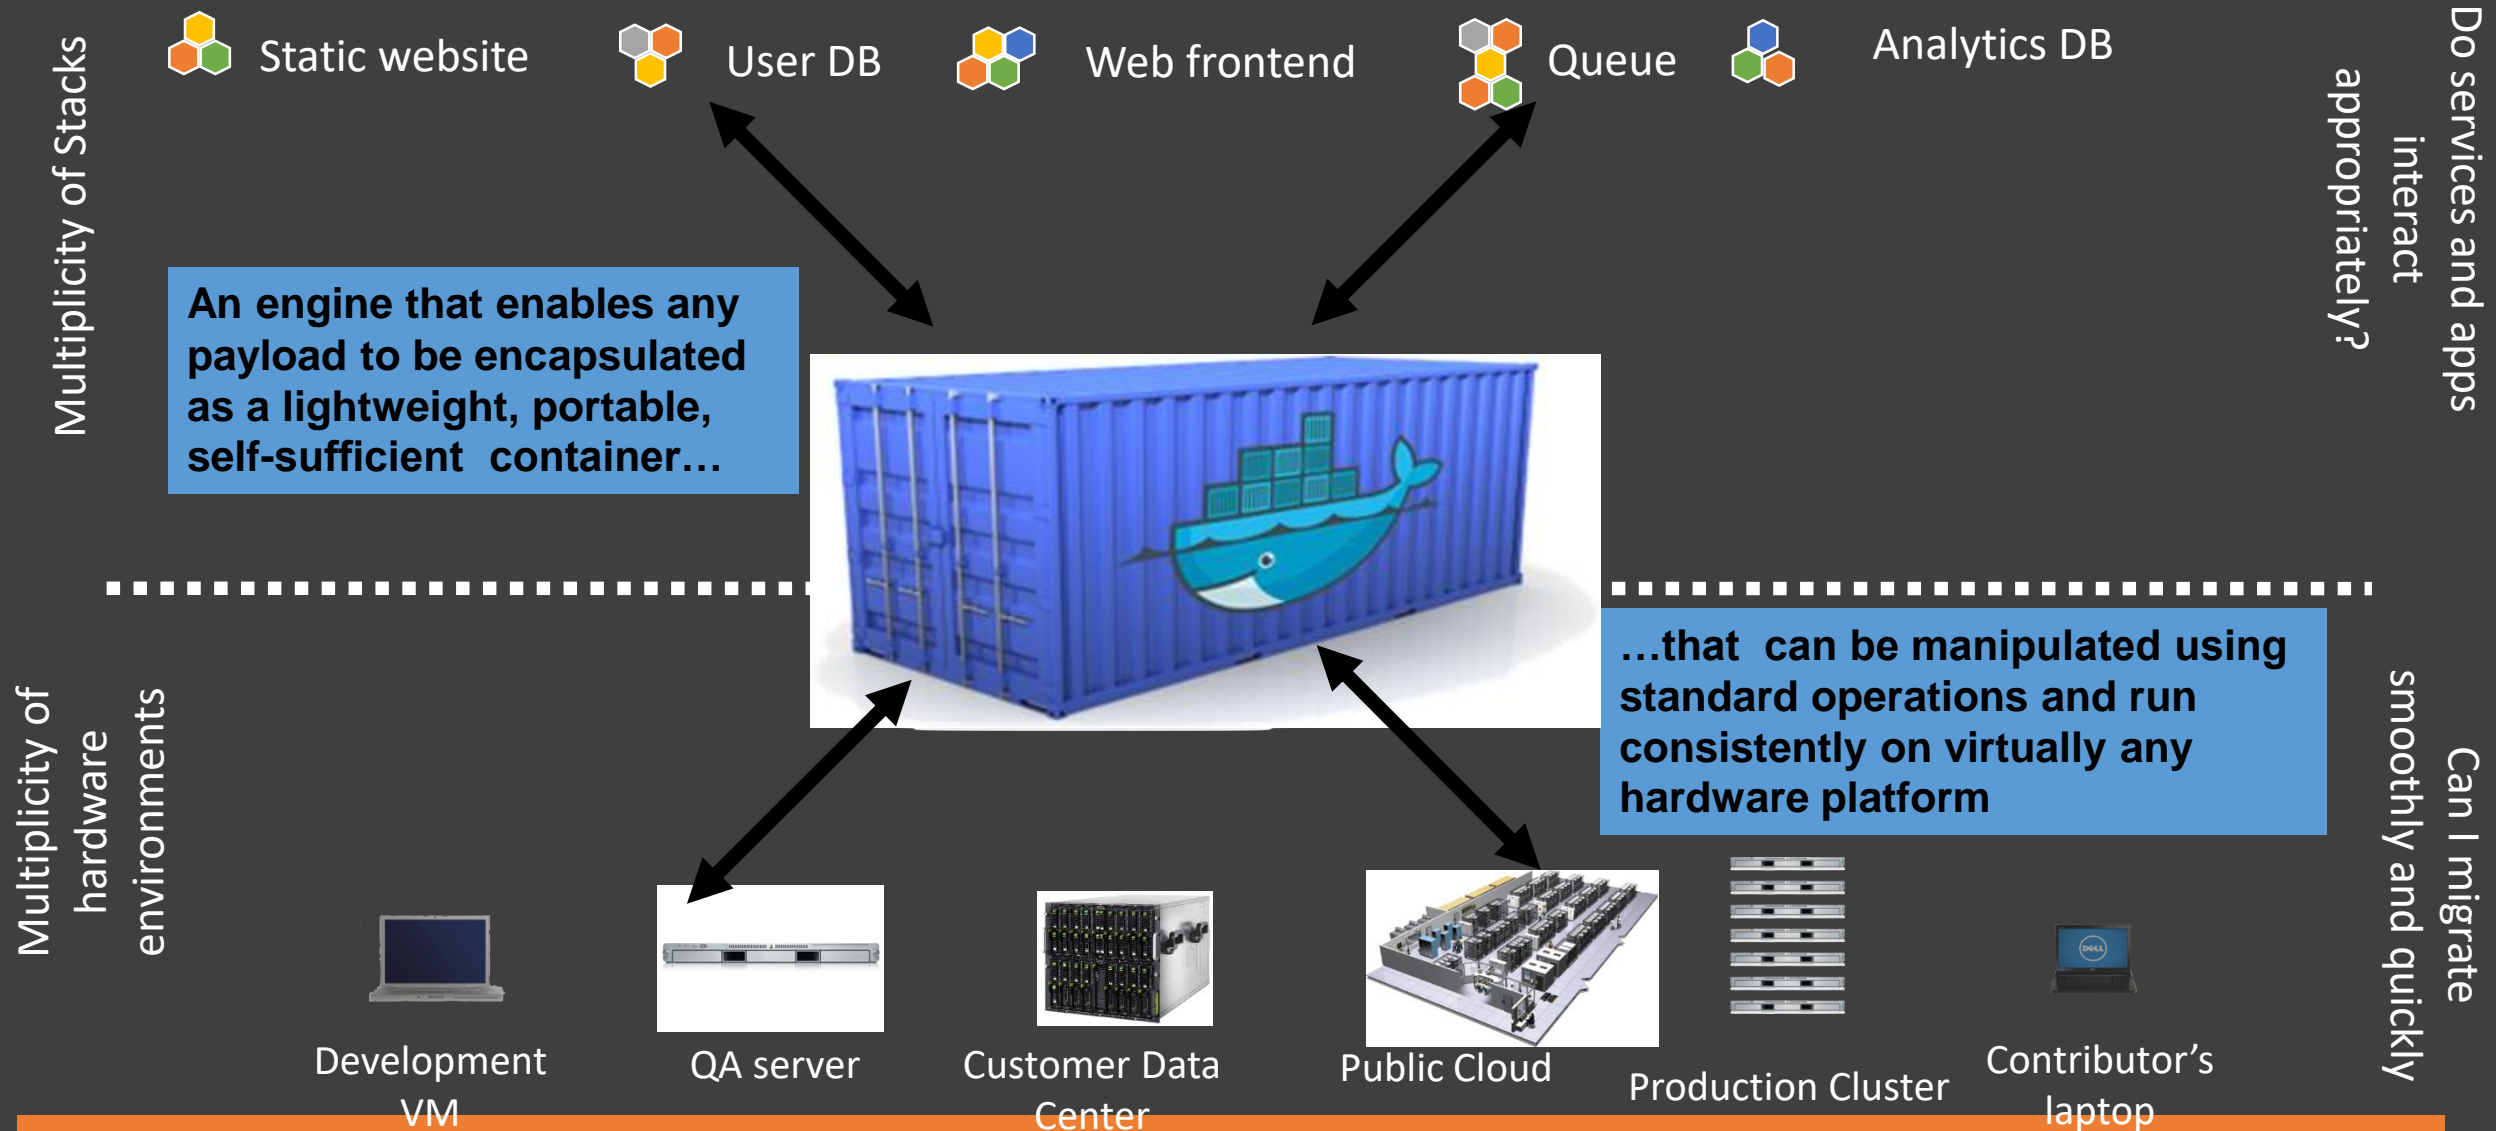 Static website
User DB
Web frontend
Queue
Analytics DB
Multiplicity of Stacks
Do services and apps
interact
appropriately?
An engine that enables any
payload to be encapsulated
as a lightweight, portable,
self-sufficient container…
…that can be manipulated using
standard operations and run
consistently on virtually any
hardware platform
Multiplicity of
hardware
environments
Can I migrate
smoothly and quickly
DELL
Development
VM
QA server
Customer Data
Center
Public Cloud
Production Cluster
Contributor’s
laptop